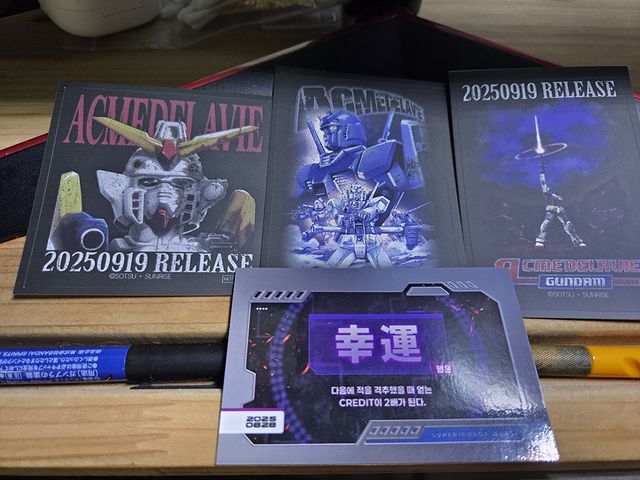 ACMEDELAVIE
20250919 RELEASE
©SOTSU・SUNRISE
ACMEDELAVIE
20250919 RELEASE
ACMEDELAVIE
GUNDAM
©SOTSU・SUNRISE
幸運
행운
다음에 적을 격추했을 때 얻는
CREDIT이 2배가 된다.
2025
0828